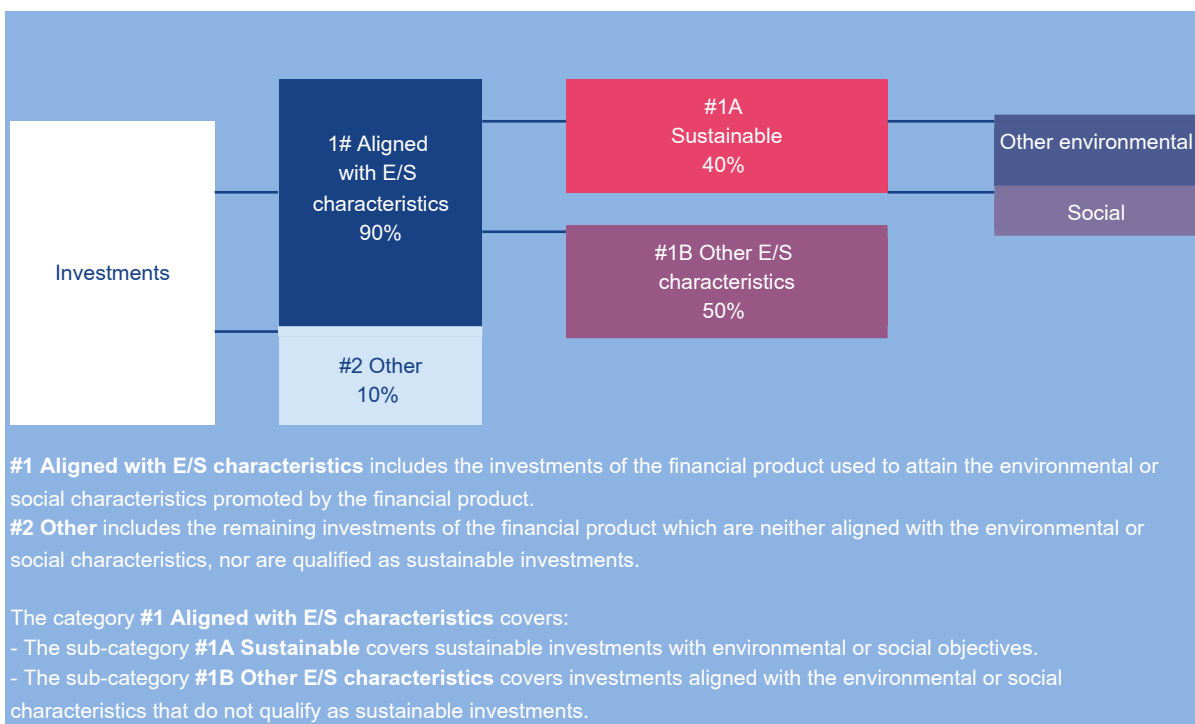 Investments
1# Aligned
with E/S
characteristics
90%
#2 Other
10%
#1A
Sustainable
40%
#1B Other E/S
characteristics
50%
Other environmental
Social
#1 Aligned with E/S characteristics includes the investments of the financial product used to attain the environmental or
social characteristics promoted by the financial product.
#2 Other includes the remaining investments of the financial product which are neither aligned with the environmental or
social characteristics, nor are qualified as sustainable investments.
The category #1 Aligned with E/S characteristics covers:
- The sub-category #1A Sustainable covers sustainable investments with environmental or social objectives.
- The sub-category #1B Other E/S characteristics covers investments aligned with the environmental or social
characteristics that do not qualify as sustainable investments.